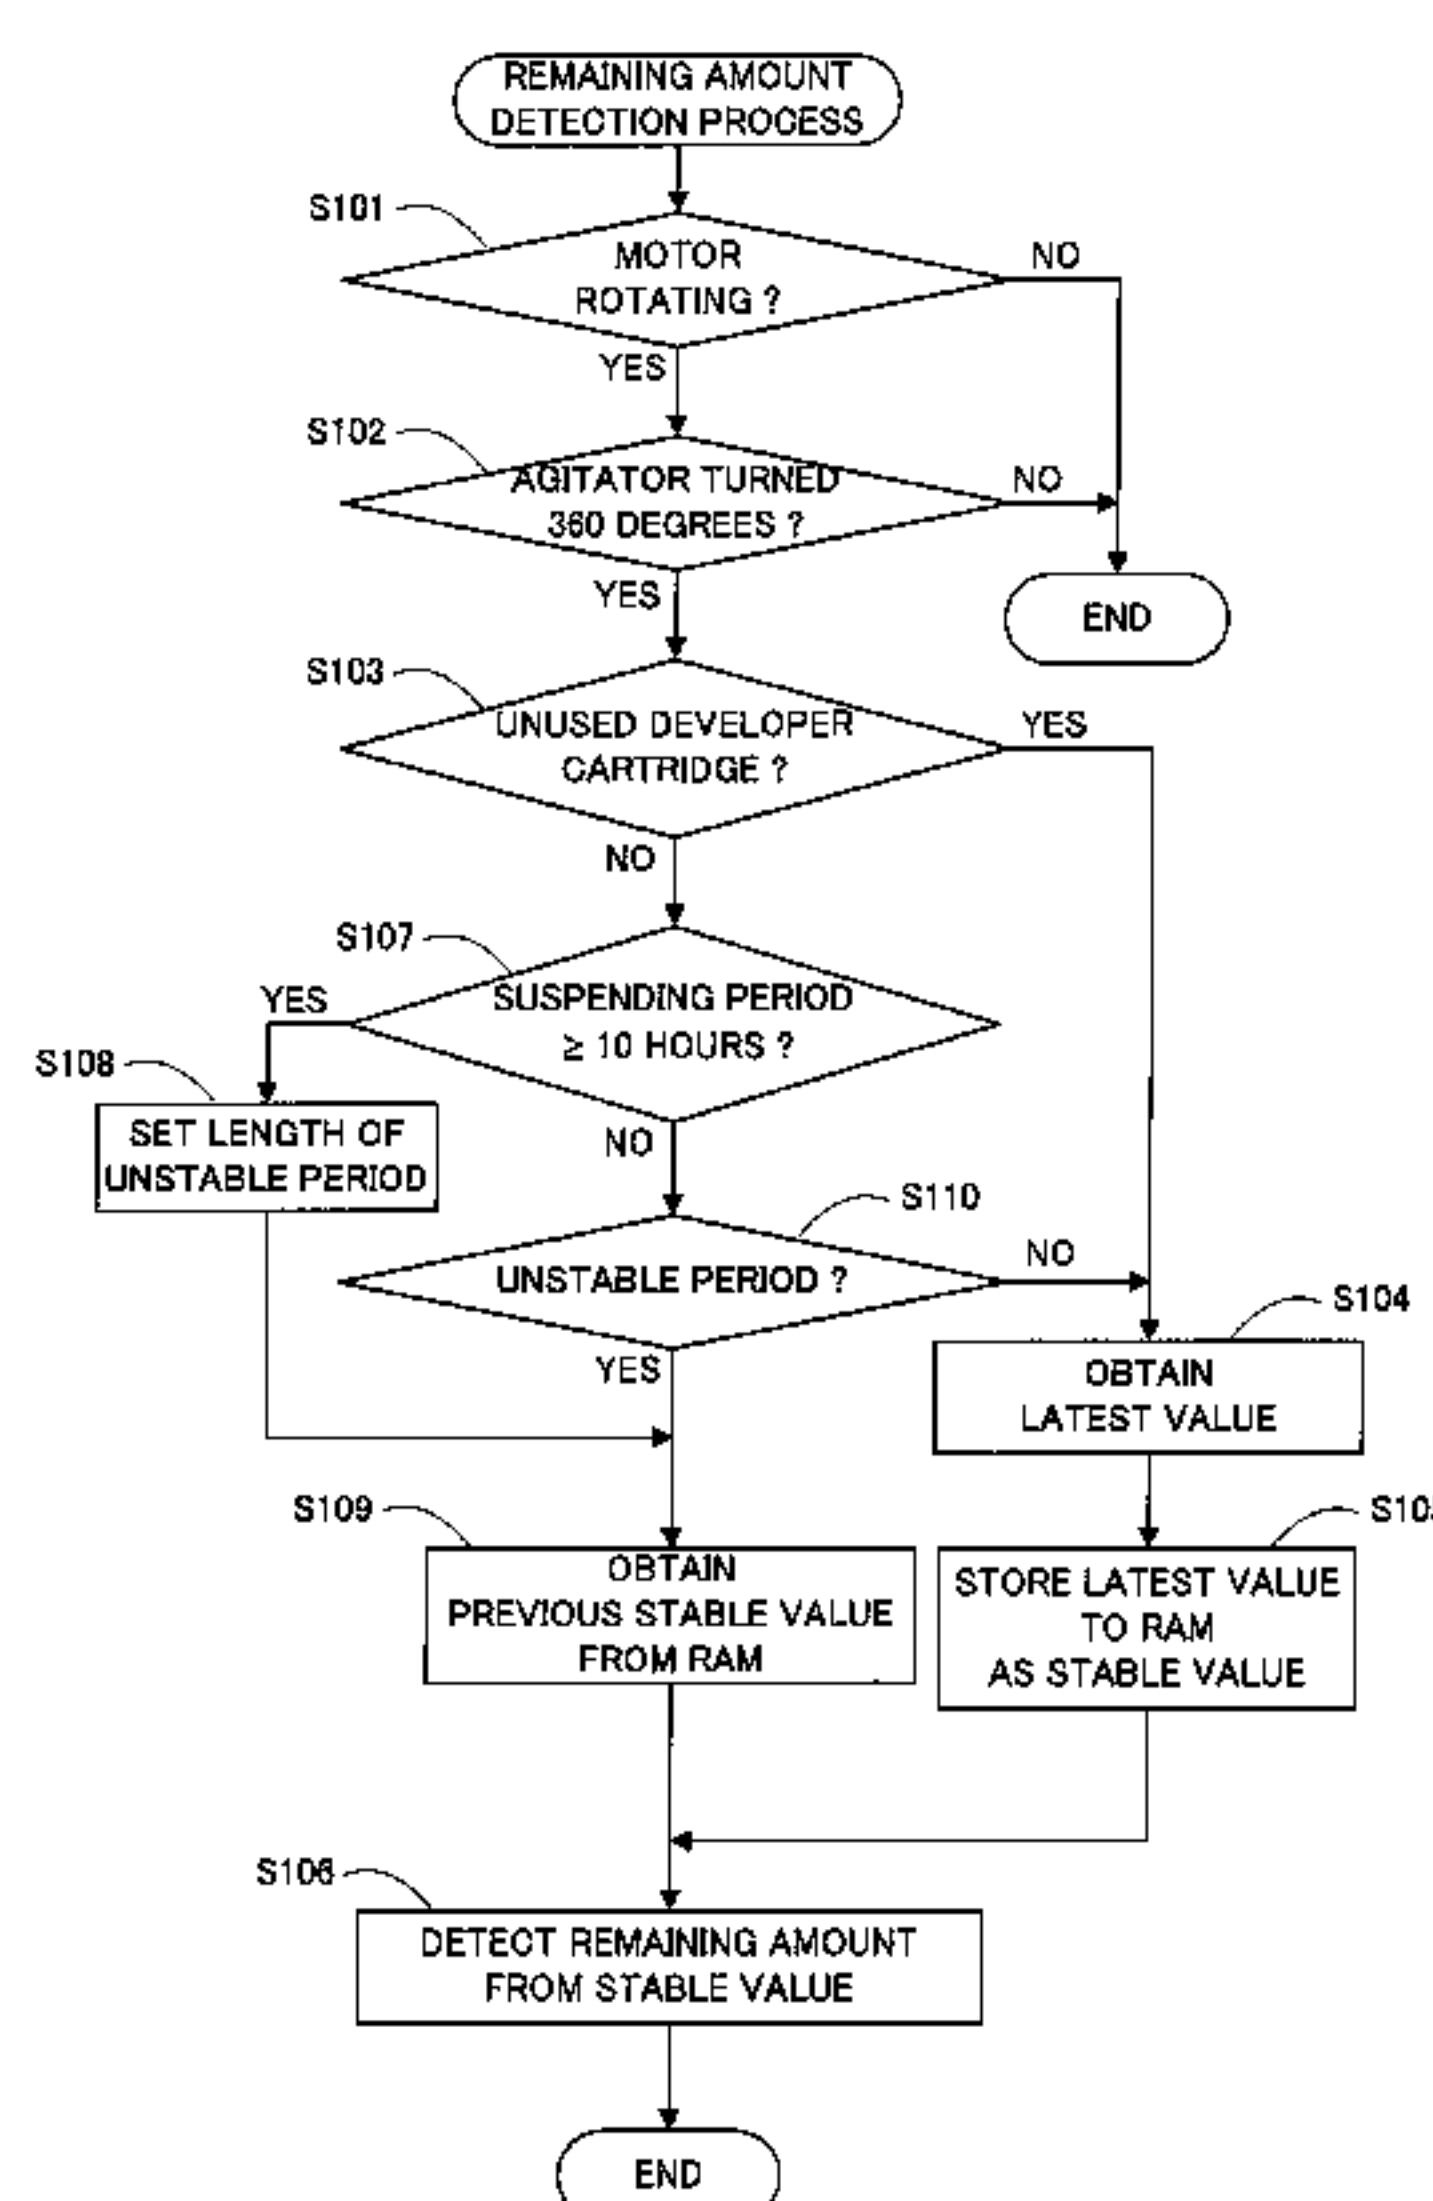 REMAINING AMOUNT
DETECTION PROCESS
S101
MOTOR
ROTATING ?
NO
YES
S102
AGITATOR TURNED
360 DEGREES ?
NO
YES
END
S103
UNUSED DEVELOPER
CARTRIDGE ?
YES
NO
S107
SUSPENDING PERIOD
≥ 10 HOURS ?
YES
NO
S108
SET LENGTH OF
UNSTABLE PERIOD
S110
UNSTABLE PERIOD ?
NO
YES
S104
OBTAIN
LATEST VALUE
S109
OBTAIN
PREVIOUS STABLE VALUE
FROM RAM
STORE LATEST VALUE
TO RAM
AS STABLE VALUE
S106
DETECT REMAINING AMOUNT
FROM STABLE VALUE
END